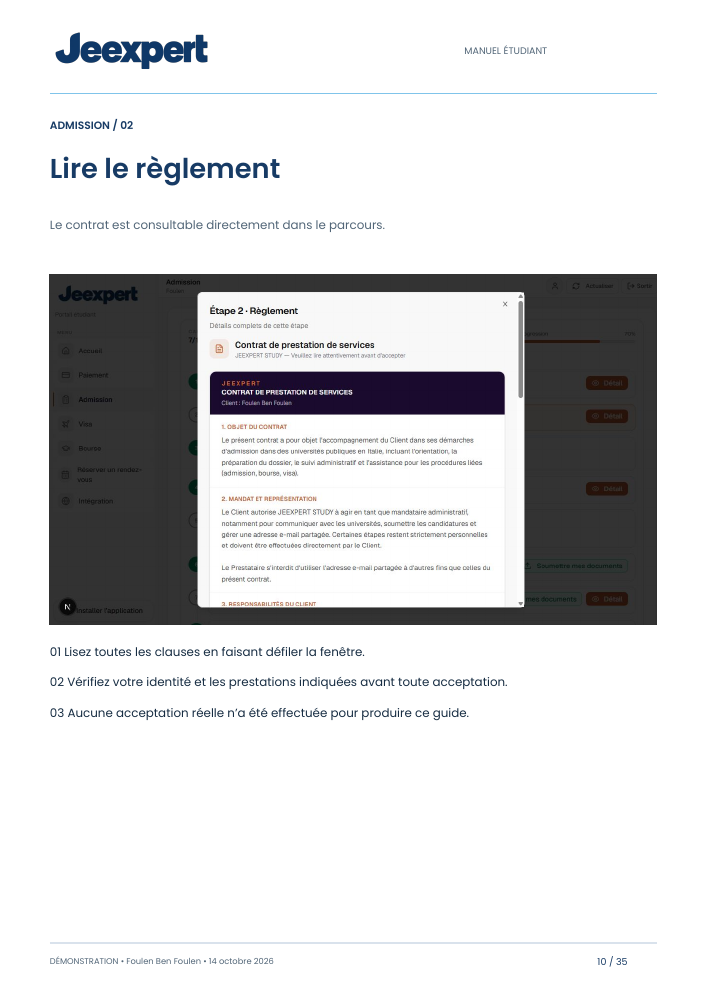 Jeexpert
MANUEL ÉTUDIANT
ADMISSION / 02
Lire le règlement
Le contrat est consultable directement dans le parcours.
Jeexpert
Portail étudiant
Accueil
Paiement
Admission
Visa
Bourse
Réserver un rendez-
vous
Intégration
Installer l'application
N
Admission
Foulen
Actualiser
Sortir
Détail
Détail
Détail
Soumettre mes documents
mes documents
Détail
Étape 2 · Règlement
X
Détails complets de cette étape
Contrat de prestation de services
JEEXPERT STUDY — Veuillez lire attentivement avant d'accepter
JEEXPERT
CONTRAT DE PRESTATION DE SERVICES
Client : Foulen Ben Foulen
1. OBJET DU CONTRAT
Le présent contrat a pour objet l'accompagnement du Client dans ses démarches
d'admission dans des universités publiques en Italie, incluant l'orientation, la
préparation du dossier, le suivi administratif et l'assistance pour les procédures liées
(admission, bourse, visa).
2. MANDAT ET REPRÉSENTATION
Le Client autorise JEEXPERT STUDY à agir en tant que mandataire administratif,
notamment pour communiquer avec les universités, soumettre les candidatures et
gérer une adresse e-mail partagée. Certaines étapes restent strictement personnelles
et doivent être effectuées directement par le Client.
Le Prestataire s'interdit d'utiliser l'adresse e-mail partagée à d'autres fins que celles du
présent contrat.
3. RESPONSABILITÉS DU CLIENT
01 Lisez toutes les clauses en faisant défiler la fenêtre.
02 Vérifiez votre identité et les prestations indiquées avant toute acceptation.
03 Aucune acceptation réelle n’a été effectuée pour produire ce guide.
DÉMONSTRATION • Foulen Ben Foulen • 14 octobre 2026
10 / 35